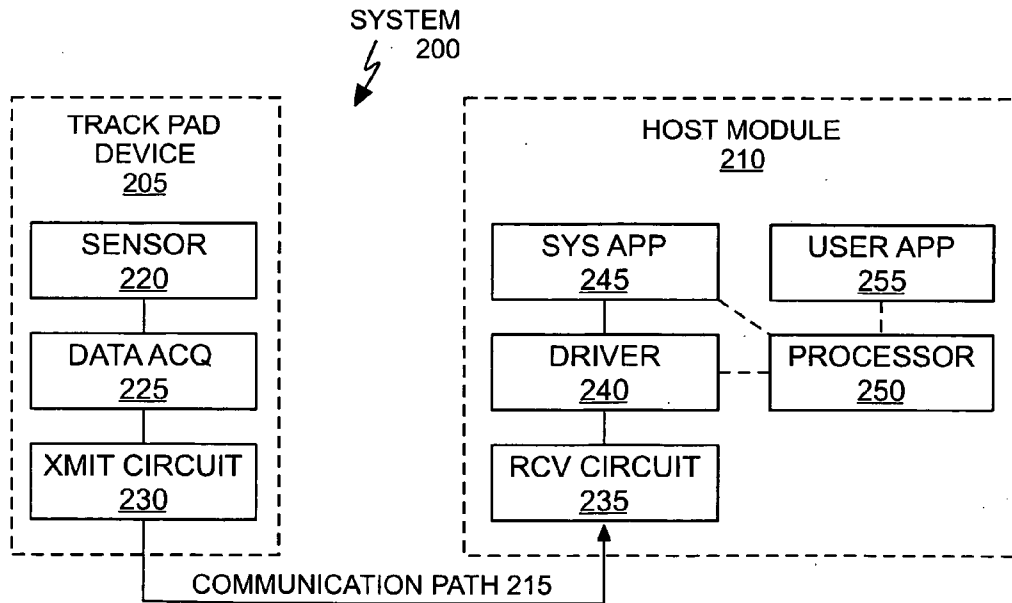 SYSTEM
200
TRACK PAD
DEVICE
205
SENSOR
220
DATA ACQ
225
XMIT CIRCUIT
230
HOST MODULE
210
SYS APP
245
USER APP
255
DRIVER
240
PROCESSOR
250
RCV CIRCUIT
235
COMMUNICATION PATH 215